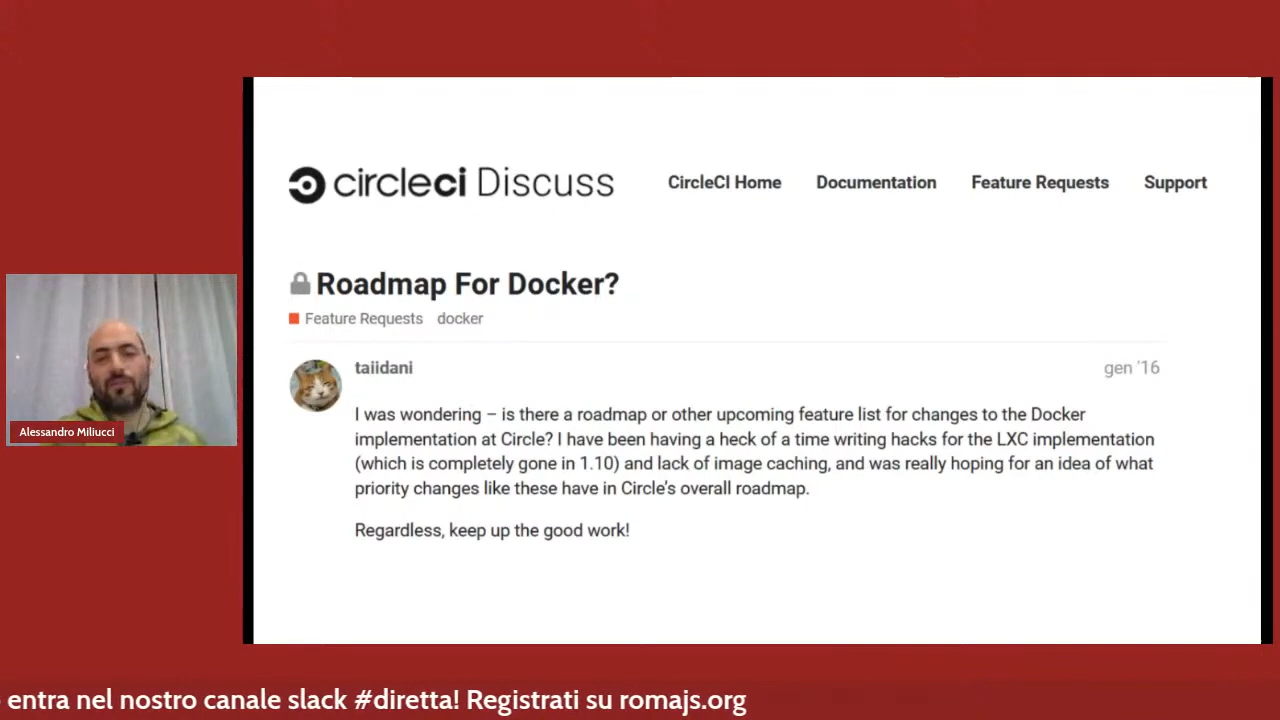 circleci Discuss
CircleCI Home
Documentation
Feature Requests
Support
Roadmap For Docker?
Feature Requests docker
taiidani
gen '16
I was wondering – is there a roadmap or other upcoming feature list for changes to the Docker
implementation at Circle? I have been having a heck of a time writing hacks for the LXC implementation
(which is completely gone in 1.10) and lack of image caching, and was really hoping for an idea of what
priority changes like these have in Circle's overall roadmap.
Regardless, keep up the good work!
Alessandro Miliucci
entra nel nostro canale slack #diretta! Registrati su romajs.org